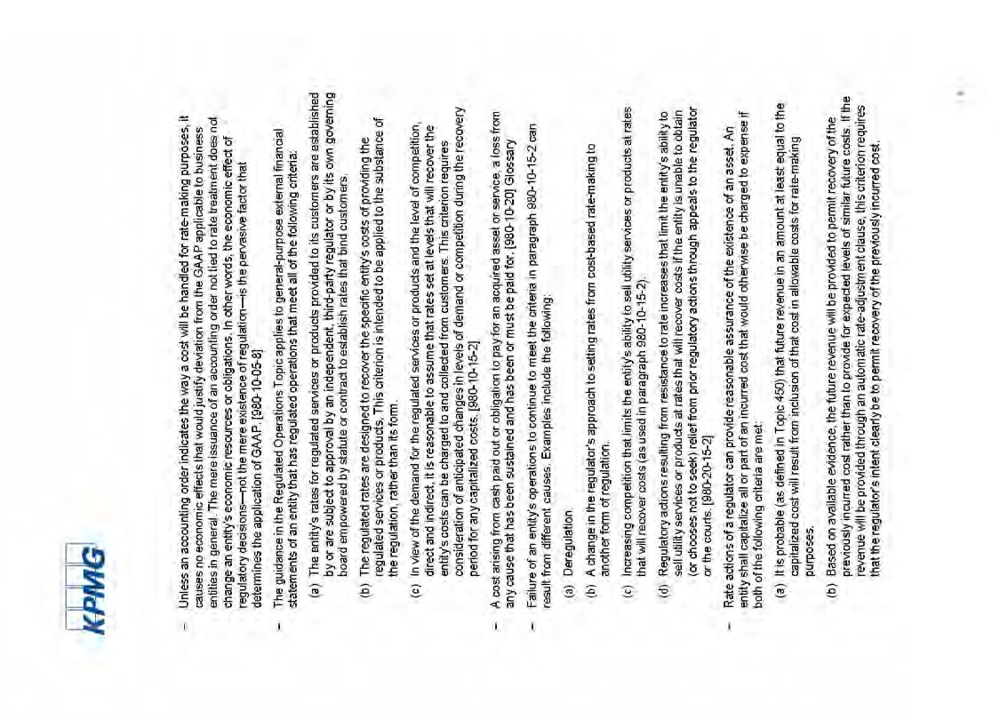 KPMG
– Unless an accounting order indicates the way a cost will be handled for rate-making purposes, it
causes no economic effects that would justify deviation from the GAAP applicable to business
entities in general. The mere issuance of an accounting order not tied to rate treatment does not
change an entity's economic resources or obligations. In other words, the economic effect of
regulatory decisions—not the mere existence of regulation—is the pervasive factor that
determines the application of GAAP. [980-10-05-8]
– The guidance in the Regulated Operations Topic applies to general-purpose external financial
statements of an entity that has regulated operations that meet all of the following criteria:
(a) The entity's rates for regulated services or products provided to its customers are established
by or are subject to approval by an independent, third-party regulator or by its own governing
board empowered by statute or contract to establish rates that bind customers.
(b) The regulated rates are designed to recover the specific entity's costs of providing the
regulated services or products. This criterion is intended to be applied to the substance of
the regulation, rather than its form.
(c) In view of the demand for the regulated services or products and the level of competition,
direct and indirect, it is reasonable to assume that rates set at levels that will recover the
entity's costs can be charged to and collected from customers. This criterion requires
consideration of anticipated changes in levels of demand or competition during the recovery
period for any capitalized costs. [980-10-15-2]
– A cost arising from cash paid out or obligation to pay for an acquired asset or service, a loss from
any cause that has been sustained and has been or must be paid for. [980-10-20] Glossary
– Failure of an entity's operations to continue to meet the criteria in paragraph 980-10-15-2 can
result from different causes. Examples include the following:
(a) Deregulation.
(b) A change in the regulator's approach to setting rates from cost-based rate-making to
another form of regulation.
(c) Increasing competition that limits the entity's ability to sell utility services or products at rates
that will recover costs (as used in paragraph 980-10-15-2).
(d) Regulatory actions resulting from resistance to rate increases that limit the entity's ability to
sell utility services or products at rates that will recover costs if the entity is unable to obtain
(or chooses not to seek) relief from prior regulatory actions through appeals to the regulator
or the courts. [980-20-15-2]
– Rate actions of a regulator can provide reasonable assurance of the existence of an asset. An
entity shall capitalize all or part of an incurred cost that would otherwise be charged to expense if
both of the following criteria are met:
(a) It is probable (as defined in Topic 450) that future revenue in an amount at least equal to the
capitalized cost will result from inclusion of that cost in allowable costs for rate-making
purposes.
(b) Based on available evidence, the future revenue will be provided to permit recovery of the
previously incurred cost rather than to provide for expected levels of similar future costs. If the
revenue will be provided through an automatic rate-adjustment clause, this criterion requires
that the regulator's intent clearly be to permit recovery of the previously incurred cost.